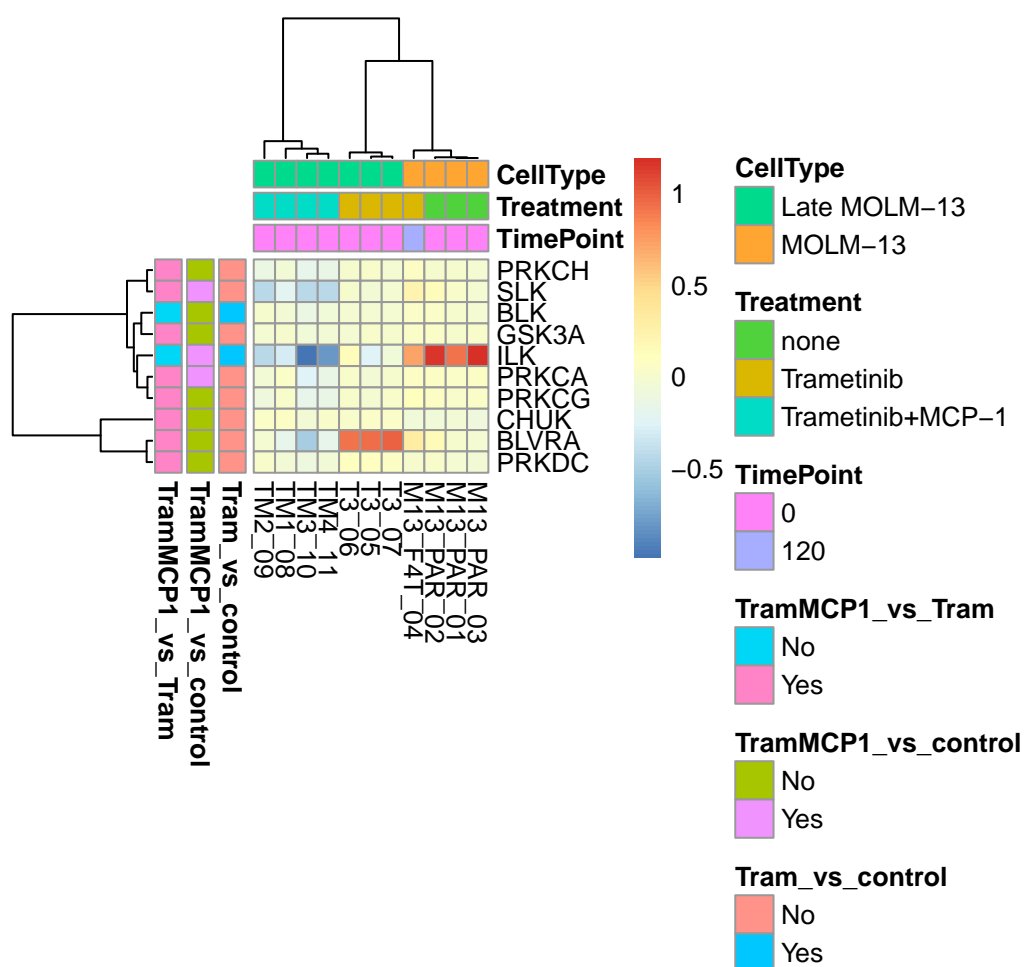 CellType
Treatment
TimePoint
PRKCH
SLK
BLK
GSK3A
ILK
PRKCA
PRKCG
CHUK
BLVRA
PRKDC
TramMCP1_vs_Tram
TramMCP1_vs_control
Tram_vs_control
TM2_09
TM1_08
TM3_10
TM4_11
T3_06
T3_05
T3_07
M13_F4T_04
M13_PAR_02
M13_PAR_01
M13_PAR_03
1
0.5
0
−0.5
CellType
Late MOLM−13
MOLM−13
Treatment
none
Trametinib
Trametinib+MCP−1
TimePoint
0
120
TramMCP1_vs_Tram
No
Yes
TramMCP1_vs_control
No
Yes
Tram_vs_control
No
Yes